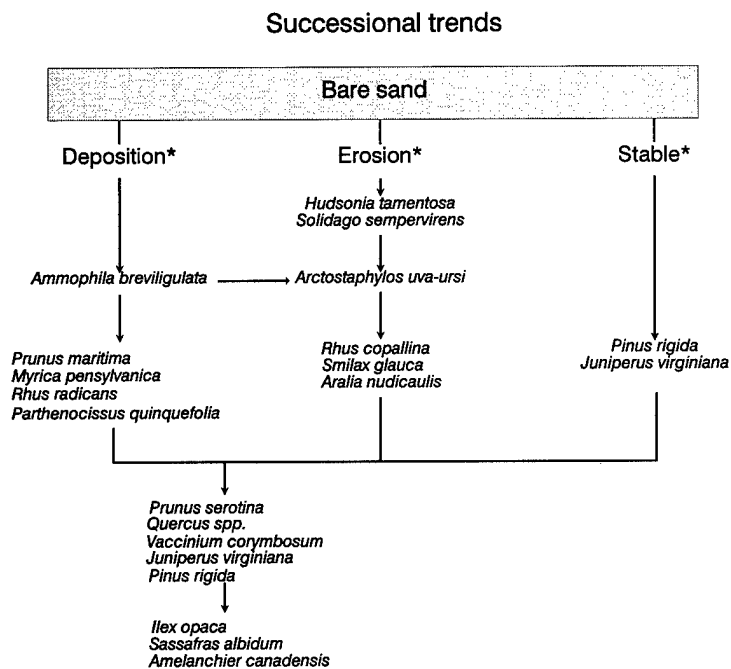 Successional trends
Bare sand
Deposition*
Erosion*
Stable*
Hudsonia tamentosa
Solidago sempervirens
Ammophila breviligulata
Arctostaphylos uva-ursi
Prunus maritima
Myrica pensylvanica
Rhus radicans
Parthenocissus quinquefolia
Rhus copallina
Smilax glauca
Aralia nudicaulis
Pinus rigida
Juniperus virginiana
Prunus serotina
Quercus spp.
Vaccinium corymbosum
Juniperus virginiana
Pinus rigida
Ilex opaca
Sassafras albidum
Amelanchier canadensis